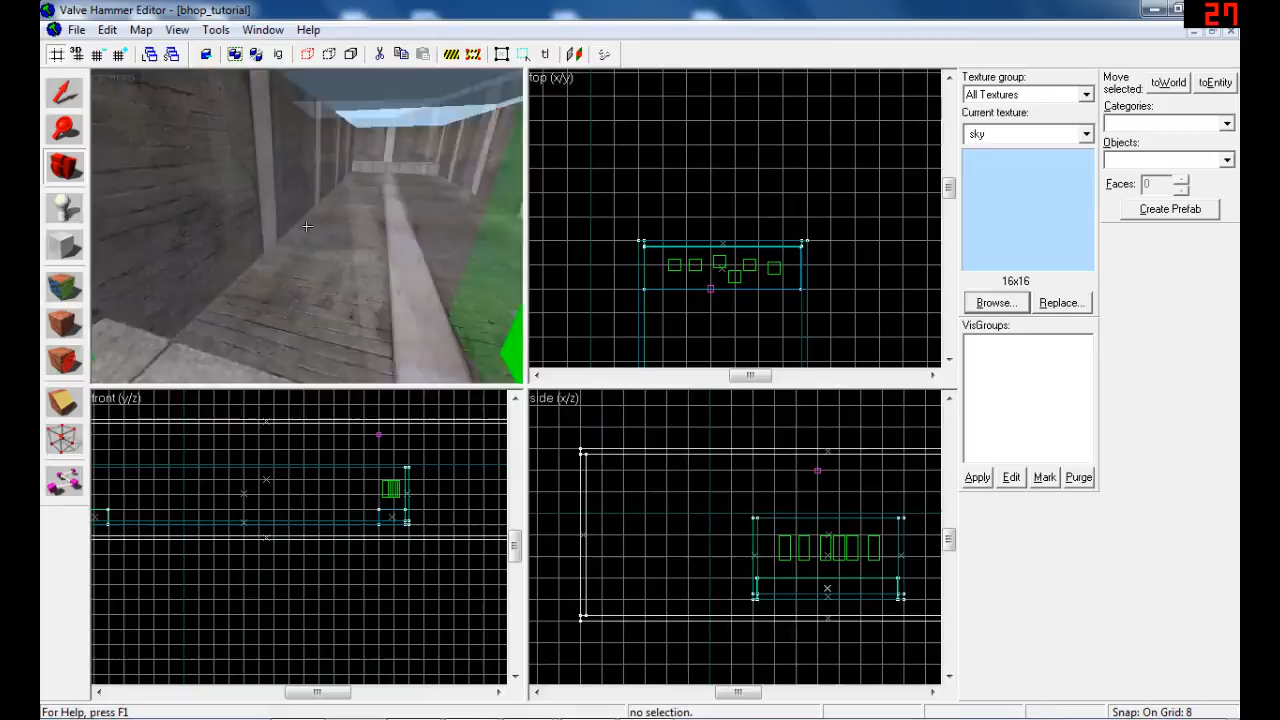 Valve Hammer Editor - [bhop_tutorial]
27
File Edit Map View Tools Window Help
top (x/y)
front (y/z)
side (x/z)
Texture group:
All Textures
Current texture:
sky
16x16
Browse... Replace...
VisGroups:
Apply Edit Mark Purge
Move selected:
toWorld toEntity
Categories:
Objects:
Faces: 0
Create Prefab
For Help, press F1
no selection.
Snap: On Grid: 8